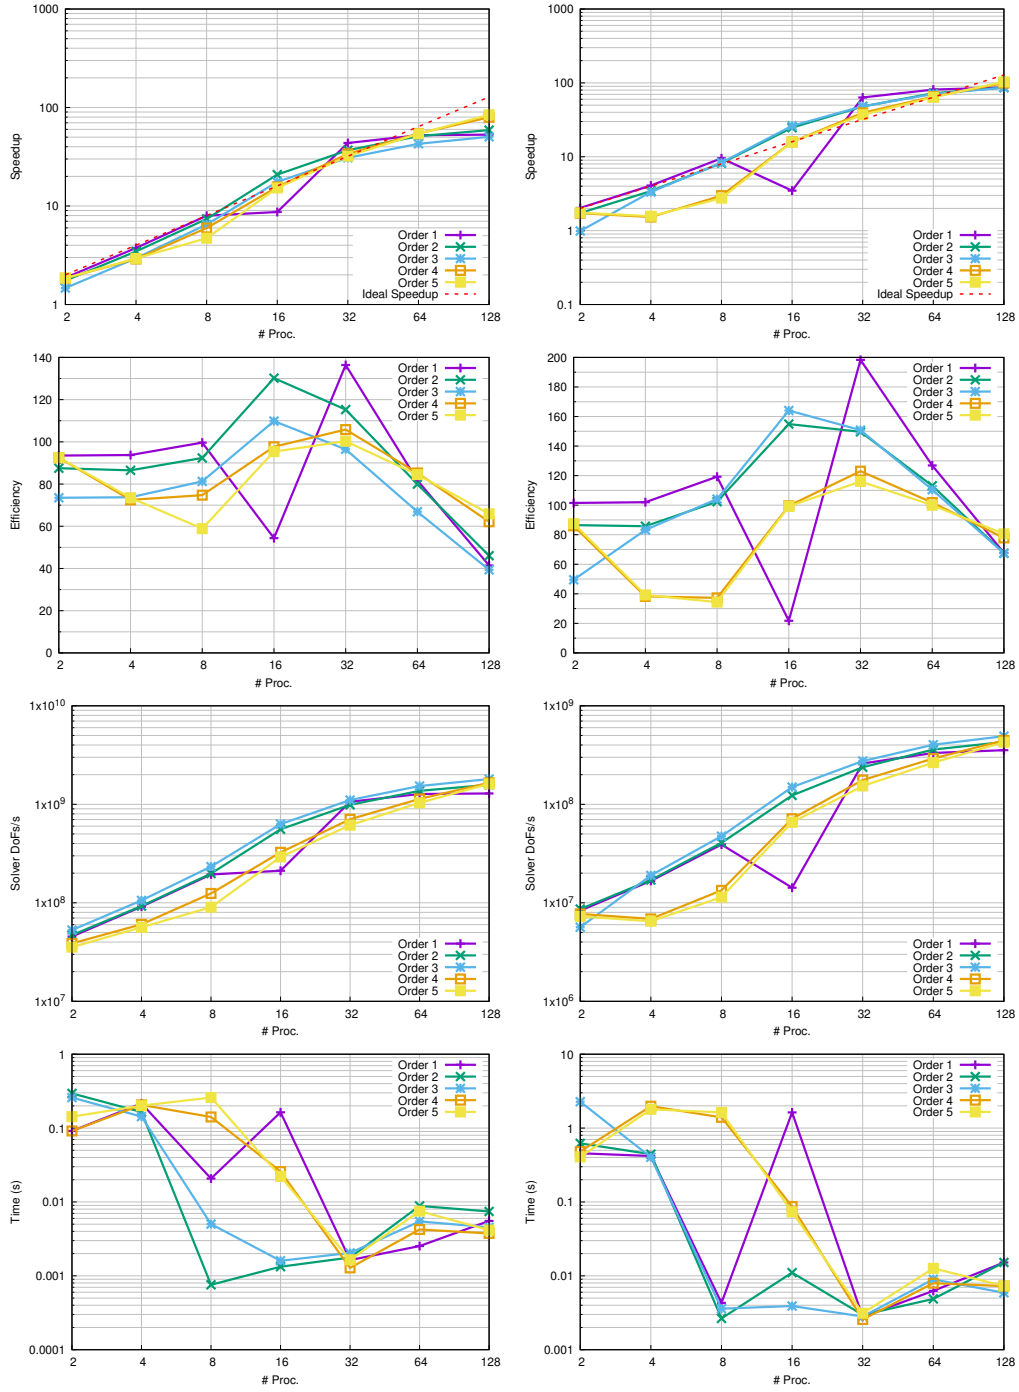 1000
100
10
1
Speedup
2 4 8 16 32 64 128
# Proc.
Order 1
Order 2
Order 3
Order 4
Order 5
Ideal Speedup
1000
100
10
1
0.1
Speedup
2 4 8 16 32 64 128
# Proc.
Order 1
Order 2
Order 3
Order 4
Order 5
Ideal Speedup
140
120
100
80
60
40
20
0
Efficiency
2 4 8 16 32 64 128
# Proc.
Order 1
Order 2
Order 3
Order 4
Order 5
200
180
160
140
120
100
80
60
40
20
0
Efficiency
2 4 8 16 32 64 128
# Proc.
Order 1
Order 2
Order 3
Order 4
Order 5
1x10¹⁰
1x10⁹
1x10⁸
1x10⁷
Solver DoFs/s
2 4 8 16 32 64 128
# Proc.
Order 1
Order 2
Order 3
Order 4
Order 5
1x10⁹
1x10⁸
1x10⁷
1x10⁶
Solver DoFs/s
2 4 8 16 32 64 128
# Proc.
Order 1
Order 2
Order 3
Order 4
Order 5
1
0.1
0.01
0.001
0.0001
Time (s)
2 4 8 16 32 64 128
# Proc.
Order 1
Order 2
Order 3
Order 4
Order 5
10
1
0.1
0.01
0.001
Time (s)
2 4 8 16 32 64 128
# Proc.
Order 1
Order 2
Order 3
Order 4
Order 5